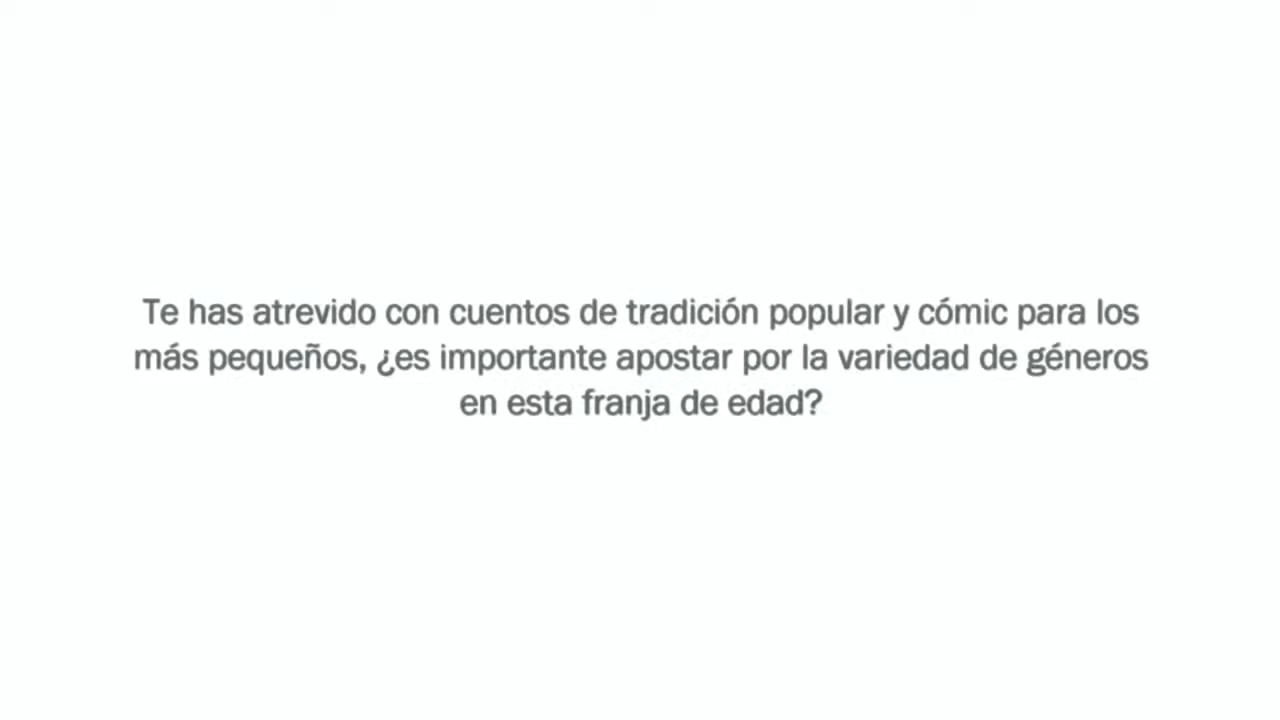 Te has atrevido con cuentos de tradición popular y cómic para los
más pequeños, ¿es importante apostar por la variedad de géneros
en esta franja de edad?